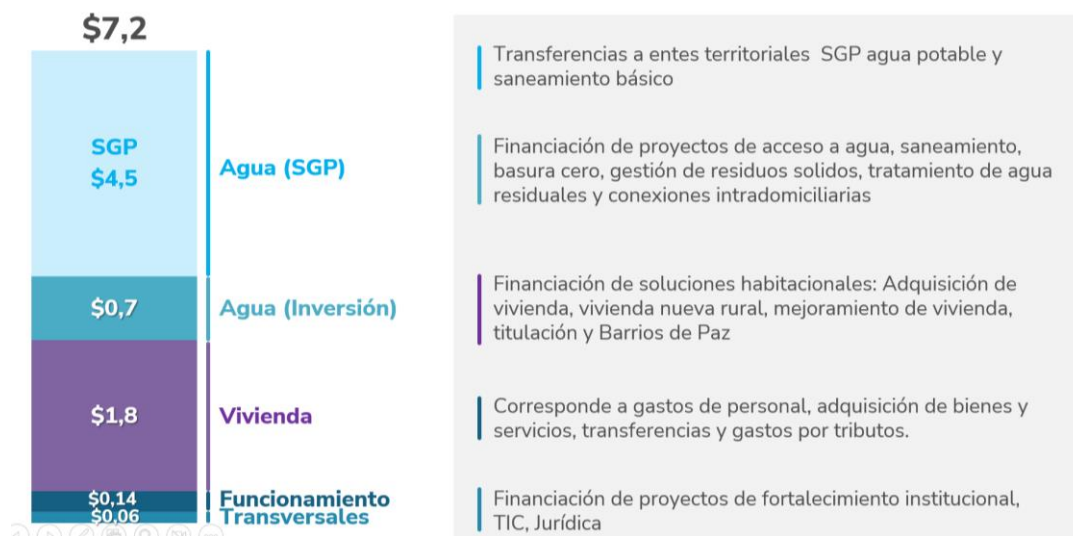 $7,2
SGP
$4,5
Agua (SGP)
$0,7
Agua (Inversión)
$1,8
Vivienda
$0,14
Funcionamiento
$0,06
Transversales
Transferencias a entes territoriales SGP agua potable y
saneamiento básico
Financiación de proyectos de acceso a agua, saneamiento,
basura cero, gestión de residuos solidos, tratamiento de agua
residuales y conexiones intradomiciliarias
Financiación de soluciones habitacionales: Adquisición de
vivienda, vivienda nueva rural, mejoramiento de vivienda,
titulación y Barrios de Paz
Corresponde a gastos de personal, adquisición de bienes y
servicios, transferencias y gastos por tributos.
Financiación de proyectos de fortalecimiento institucional,
TIC, Jurídica